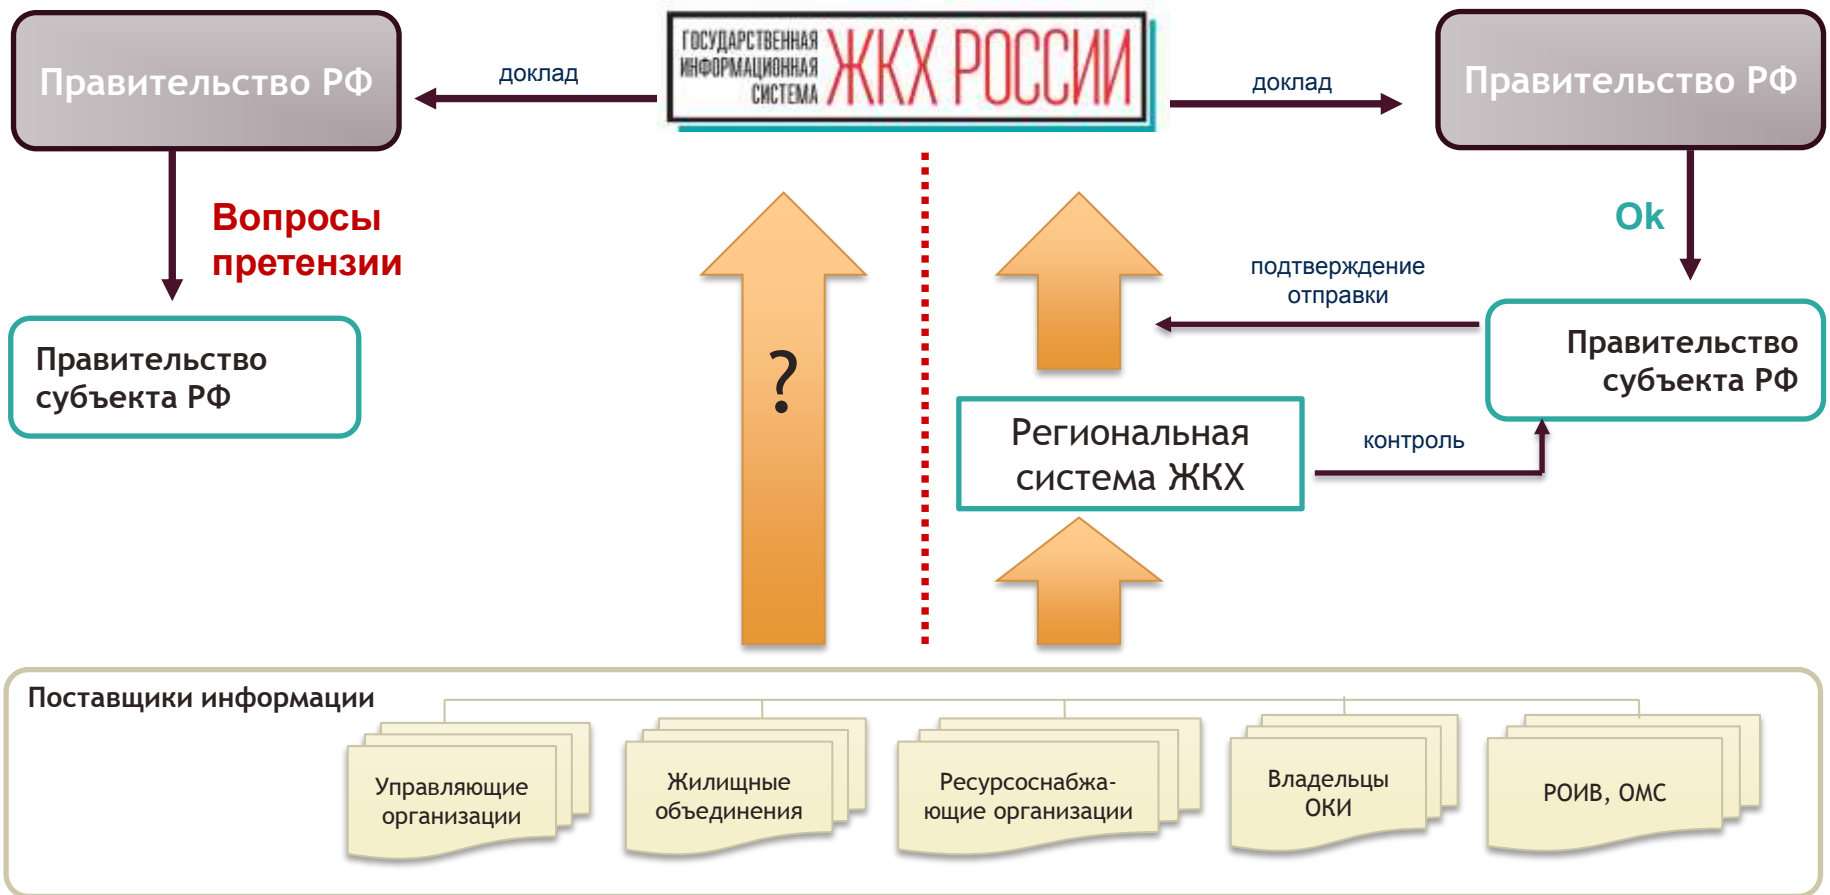 Правительство РФ
доклад
ГОСУДАРСТВЕННАЯ
ИНФОРМАЦИОННАЯ
СИСТЕМА
ЖКХ РОССИИ
доклад
Правительство РФ
Вопросы
претензии
Ok
подтверждение
отправки
Правительство
субъекта РФ
?
Правительство
субъекта РФ
Региональная
система ЖКХ
контроль
Поставщики информации
Управляющие
организации
Жилищные
объединения
Ресурсоснабжа-
ющие организации
Владельцы
ОКИ
РОИВ, ОМС